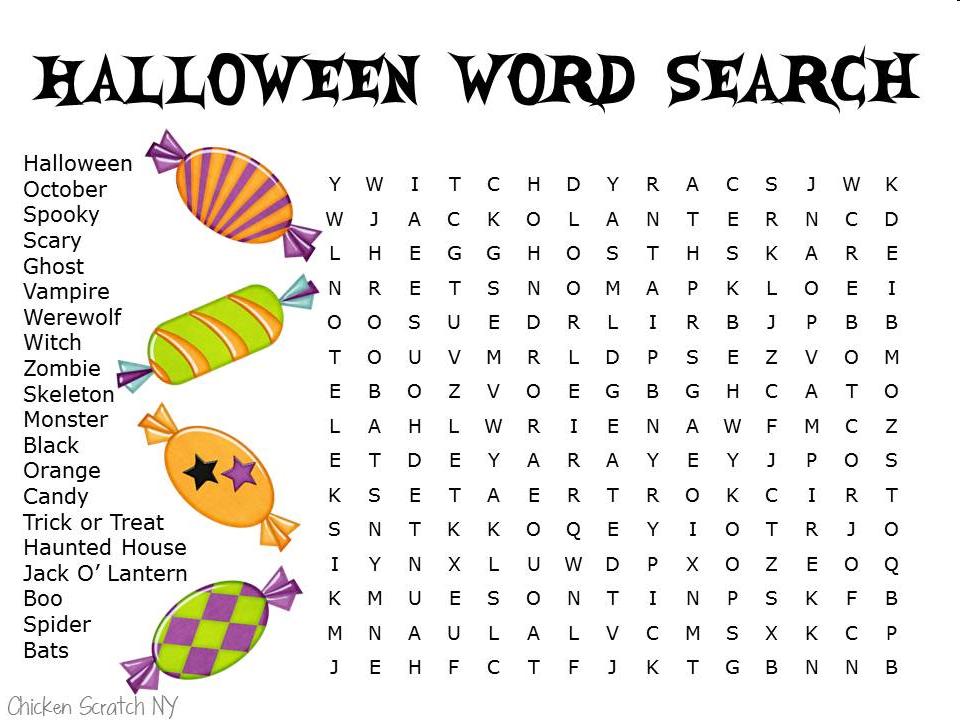 HALLOWEEN WORD SEARCH
Halloween
October
Spooky
Scary
Ghost
Vampire
Werewolf
Witch
Zombie
Skeleton
Monster
Black
Orange
Candy
Trick or Treat
Haunted House
Jack O’ Lantern
Boo
Spider
Bats
Y W I T C H D Y R A C S J W K
W J A C K O L A N T E R N C D
L H E G G H O S T H S K A R E
N R E T S N O M A P K L O E I
O O S U E D R L I R B J P B B
T O U V M R L D P S E Z V O M
E B O Z V O E G B G H C A T O
L A H L W R I E N A W F M C Z
E T D E Y A R A Y E Y J P O S
K S E T A E R T R O K C I R T
S N T K K O Q E Y I O T R J O
I Y N X L U W D P X O Z E O Q
K M U E S O N T I N P S K F B
M N A U L A L V C M S X K C P
J E H F C T F J K T G B N N B
Chicken Scratch NY